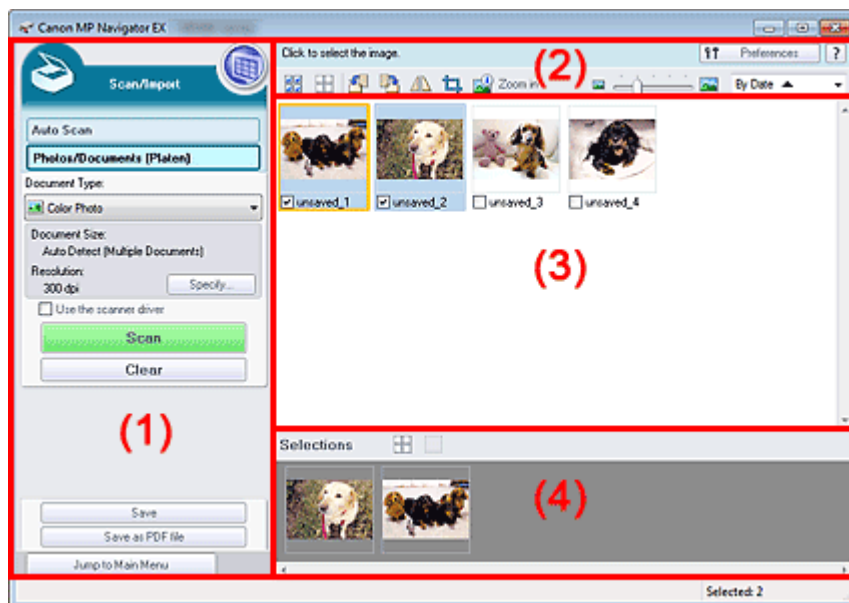 Canon MP Navigator EX
Scan/Import
Auto Scan
Photos/Documents (Platen)
Document Type:
Color Photo
Document Size:
Auto Detect (Multiple Documents)
Resolution:
300 dpi
Specify...
Use the scanner driver
Scan
Clear
(1)
Save
Save as PDF file
Jump to Main Menu
Click to select the image.
(2)
Preferences
?
Zoom in
By Date
unsaved_1
unsaved_2
unsaved_3
unsaved_4
(3)
Selections
(4)
Selected: 2